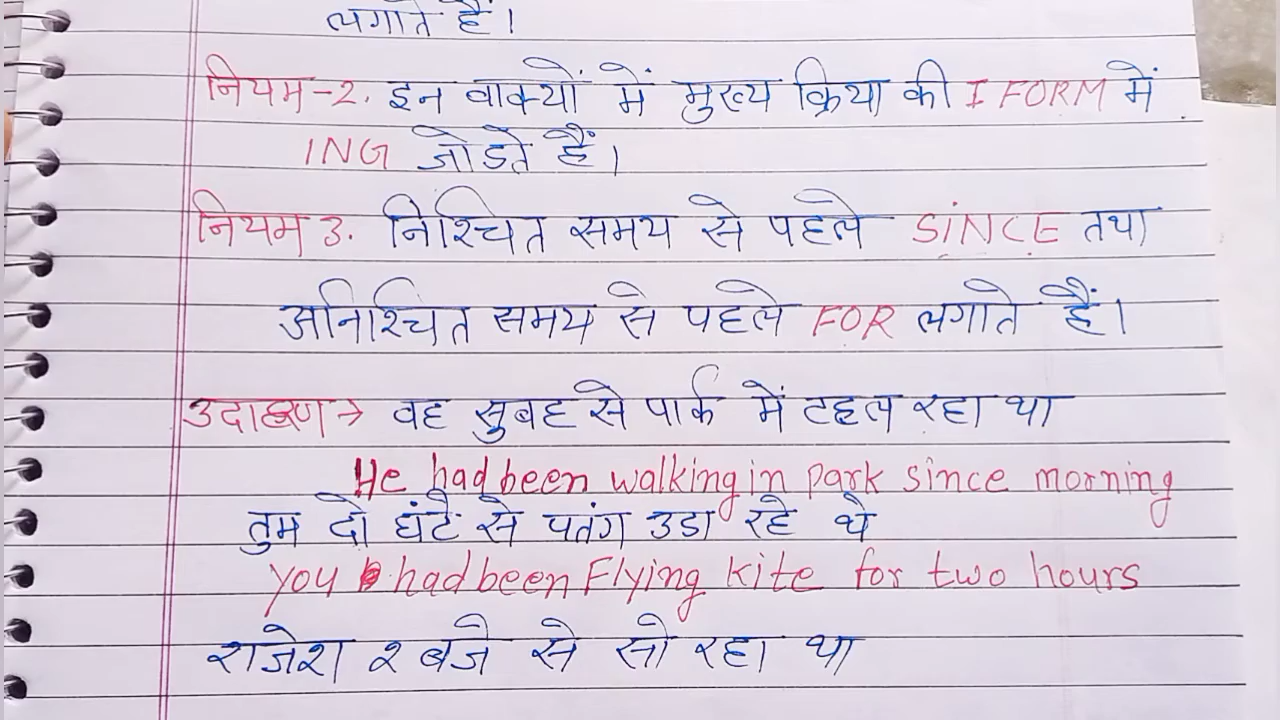 लगाते हैं।
नियम-2. इन वाक्यों में मुख्य क्रिया की I FORM में
ING जोडते हैं।
नियम 3. निश्चित समय से पहले SINCE तथा
अनिश्चित समय से पहले FOR लगाते हैं।
उदाहरण → वह सुबह से पार्क में टहल रहा था
He had been walking in park since morning
तुम दो घंटे से पतंग उडा रहे थे
you had been Flying kite for two hours
राजेश २ बजे से सो रहा था